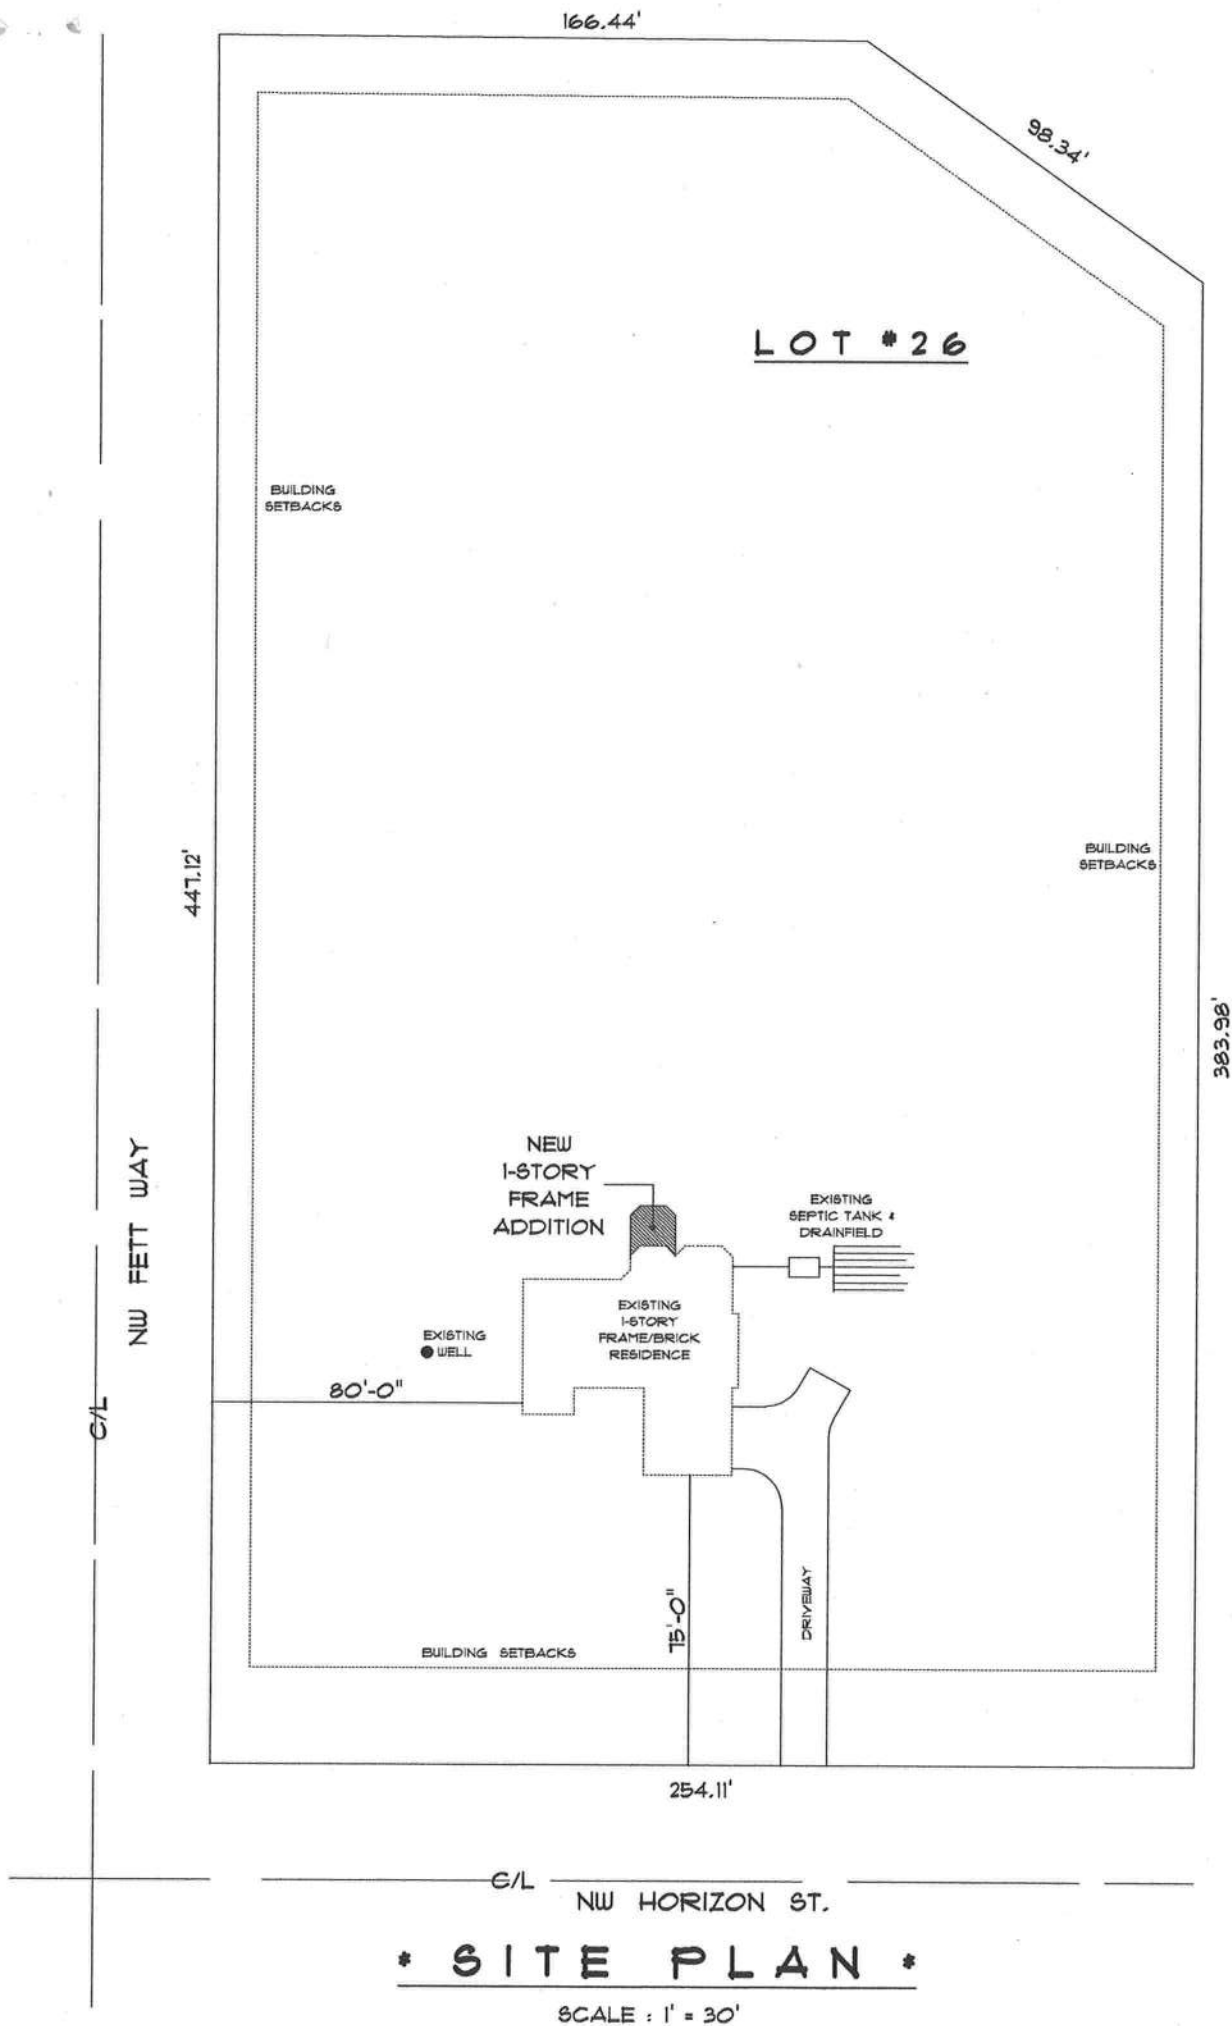 166.44'
98.34'
LOT #26
BUILDING
SETBACKS
447.12'
BUILDING
SETBACKS
383.98'
NEW
1-STORY
FRAME
ADDITION
EXISTING
SEPTIC TANK &
DRAINFIELD
NW FETT WAY
EXISTING
1-STORY
FRAME/BRICK
RESIDENCE
EXISTING
WELL
80'-0"
C/L
75'-0"
DRIVEWAY
BUILDING SETBACKS
254.11'
C/L
NW HORIZON ST.
* SITE PLAN *
SCALE : 1' = 30'